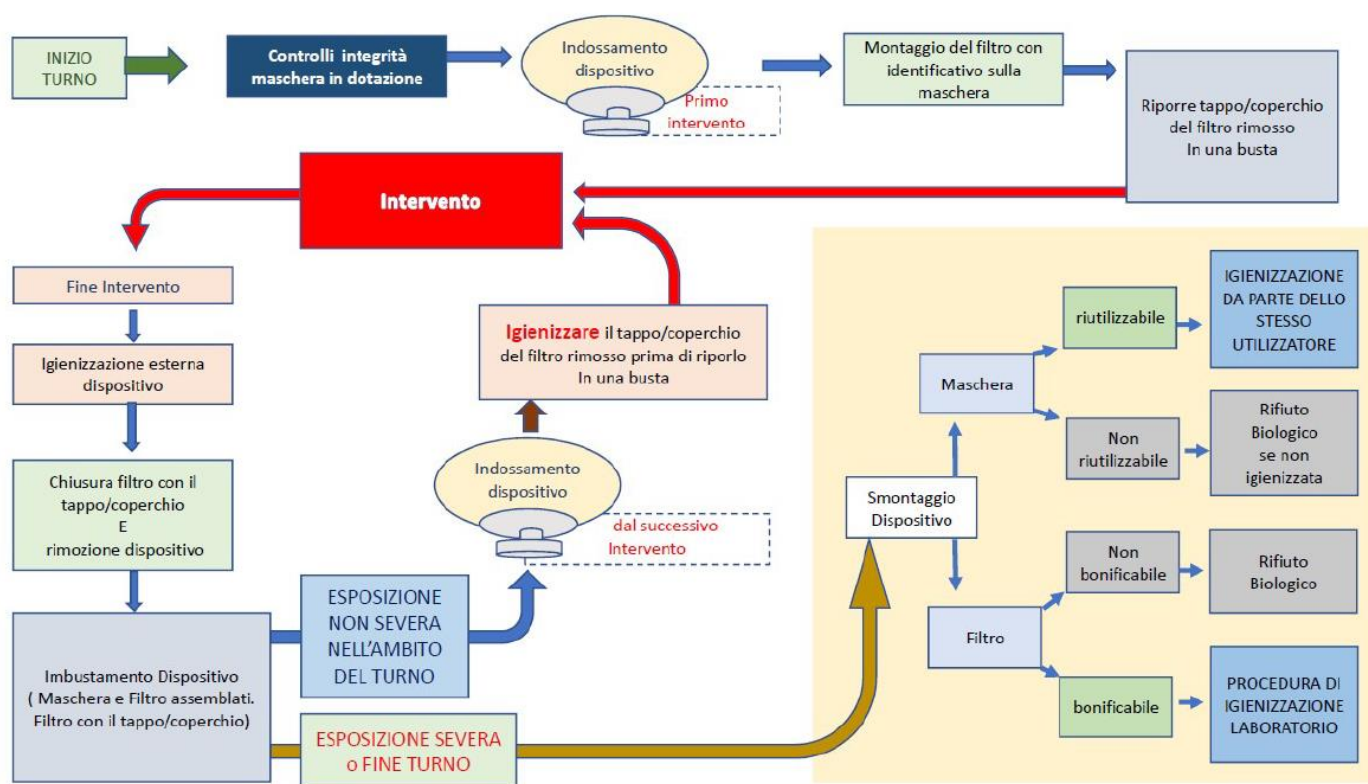 INIZIO
TURNO
Controlli integrità
maschera in dotazione
Indossamento
dispositivo
Primo
intervento
Montaggio del filtro con
identificativo sulla
maschera
Riporre tappo/coperchio
del filtro rimosso
In una busta
Intervento
Fine Intervento
Igienizzazione esterna
dispositivo
Chiusura filtro con il
tappo/coperchio
E
rimozione dispositivo
Imbustamento Dispositivo
( Maschera e Filtro assemblati.
Filtro con il tappo/coperchio)
ESPOSIZIONE
NON SEVERA
NELL'AMBITO
DEL TURNO
ESPOSIZIONE SEVERA
o FINE TURNO
Indossamento
dispositivo
dal successivo
Intervento
Igienizzare il tappo/coperchio
del filtro rimosso prima di riporlo
In una busta
Smontaggio
Dispositivo
Maschera
riutilizzabile
IGIENIZZAZIONE
DA PARTE DELLO
STESSO
UTILIZZATORE
Non
riutilizzabile
Rifiuto
Biologico
se non
igienizzata
Filtro
Non
bonificabile
Rifiuto
Biologico
bonificabile
PROCEDURA DI
IGIENIZZAZIONE
LABORATORIO